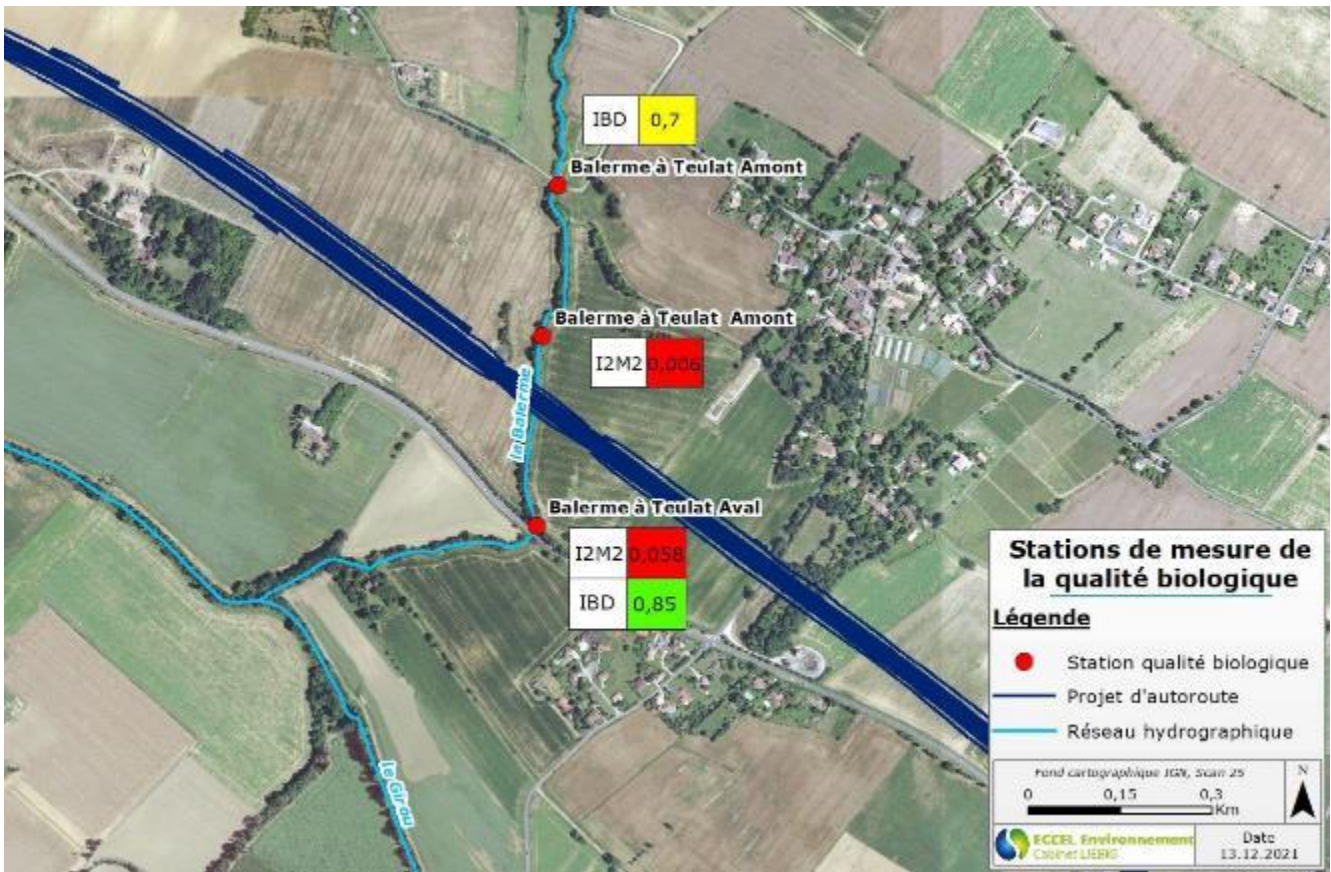 IBD 0,7
Balerme à Teulat Amont
Balerme à Teulat Amont
I2M2 0,006
la Balerme
Balerme à Teulat Aval
I2M2 0,058
IBD 0,85
le Girou
Stations de mesure de
la qualité biologique
Légende
Station qualité biologique
Projet d'autoroute
Réseau hydrographique
Fond cartographique IGN, Scan 25
0 0,15 0,3
Km
N
ECCEL Environnement
Cabinet LIEBIG
Date
13.12.2021